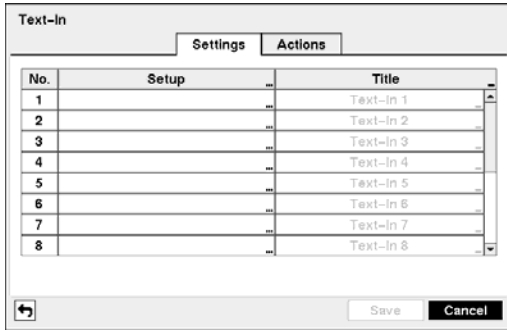 Text-In
Settings Actions
No. Setup ... Title ...
1 ... Text-In 1 ...
2 ... Text-In 2 ...
3 ... Text-In 3 ...
4 ... Text-In 4 ...
5 ... Text-In 5 ...
6 ... Text-In 6 ...
7 ... Text-In 7 ...
8 ... Text-In 8 ...
Save Cancel